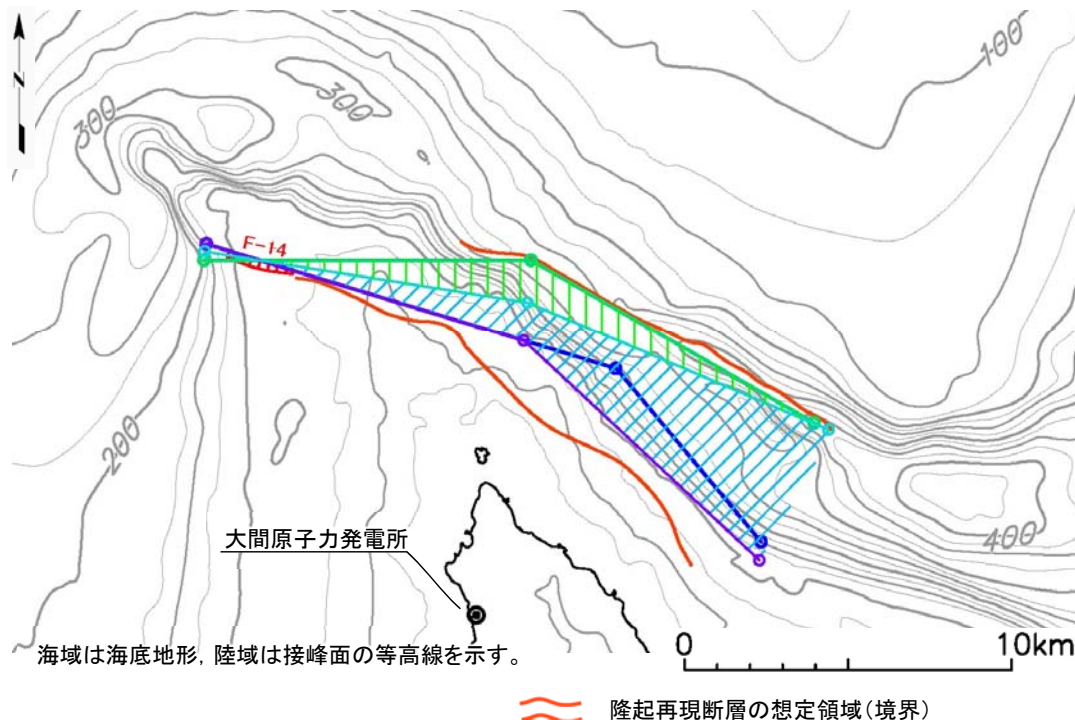 N
300
300
100
F-14
200
大間原子力発電所
400
海域は海底地形，陸域は接峰面の等高線を示す。
0
10km
隆起再現断層の想定領域（境界）